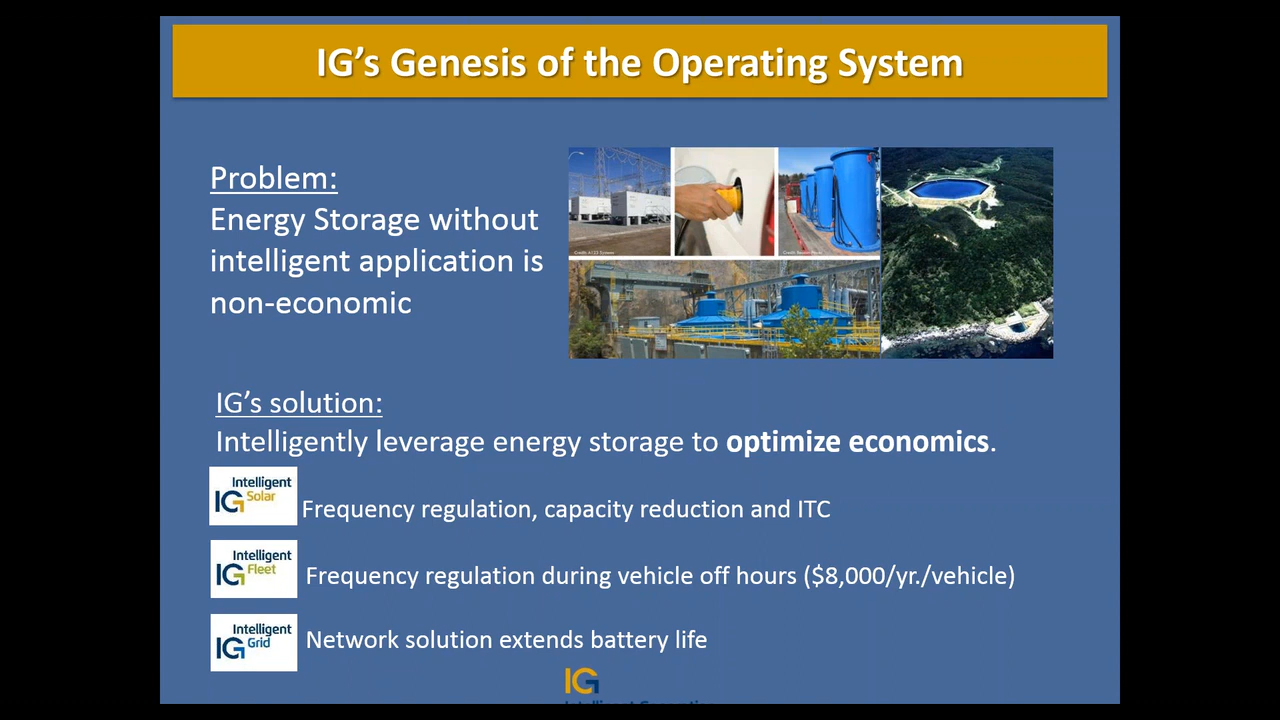 IG's Genesis of the Operating System
Problem:
Energy Storage without
intelligent application is
non-economic
IG's solution:
Intelligently leverage energy storage to optimize economics.
Intelligent
IG Solar
Frequency regulation, capacity reduction and ITC
Intelligent
IG Fleet
Frequency regulation during vehicle off hours ($8,000/yr./vehicle)
Intelligent
IG Grid
Network solution extends battery life
IG